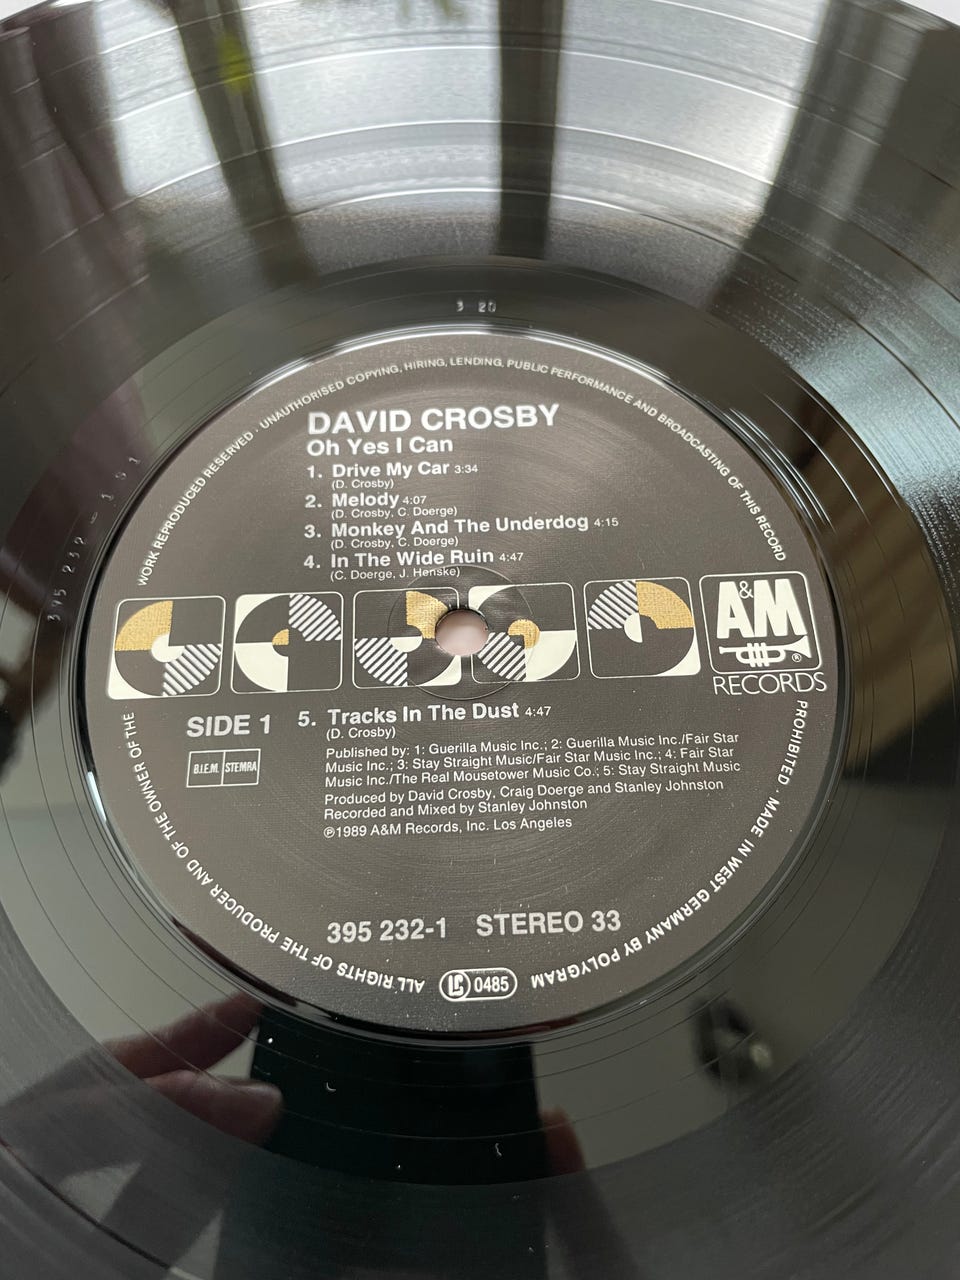 3 20
395 232 - 1 S 1
WORK REPRODUCED RESERVED . UNAUTHORISED COPYING, HIRING, LENDING, PUBLIC PERFORMANCE AND BROADCASTING OF THIS RECORD
PROHIBITED . MADE IN WEST GERMANY BY POLYGRAM
ALL RIGHTS OF THE PRODUCER AND OF THE OWNER OF THE
DAVID CROSBY
Oh Yes I Can
1. Drive My Car 3:34
(D. Crosby)
2. Melody 4:07
(D. Crosby, C. Doerge)
3. Monkey And The Underdog 4:15
(D. Crosby, C. Doerge)
4. In The Wide Ruin 4:47
(C. Doerge, J. Henske)
A&M
®
RECORDS
SIDE 1
B.I.E.M. STEMRA
5. Tracks In The Dust 4:47
(D. Crosby)
Published by: 1: Guerilla Music Inc.; 2: Guerilla Music Inc./Fair Star
Music Inc.; 3: Stay Straight Music/Fair Star Music Inc.; 4: Fair Star
Music Inc./The Real Mousetower Music Co.; 5: Stay Straight Music
Produced by David Crosby, Craig Doerge and Stanley Johnston
Recorded and Mixed by Stanley Johnston
℗1989 A&M Records, Inc. Los Angeles
395 232-1 STEREO 33
LC 0485